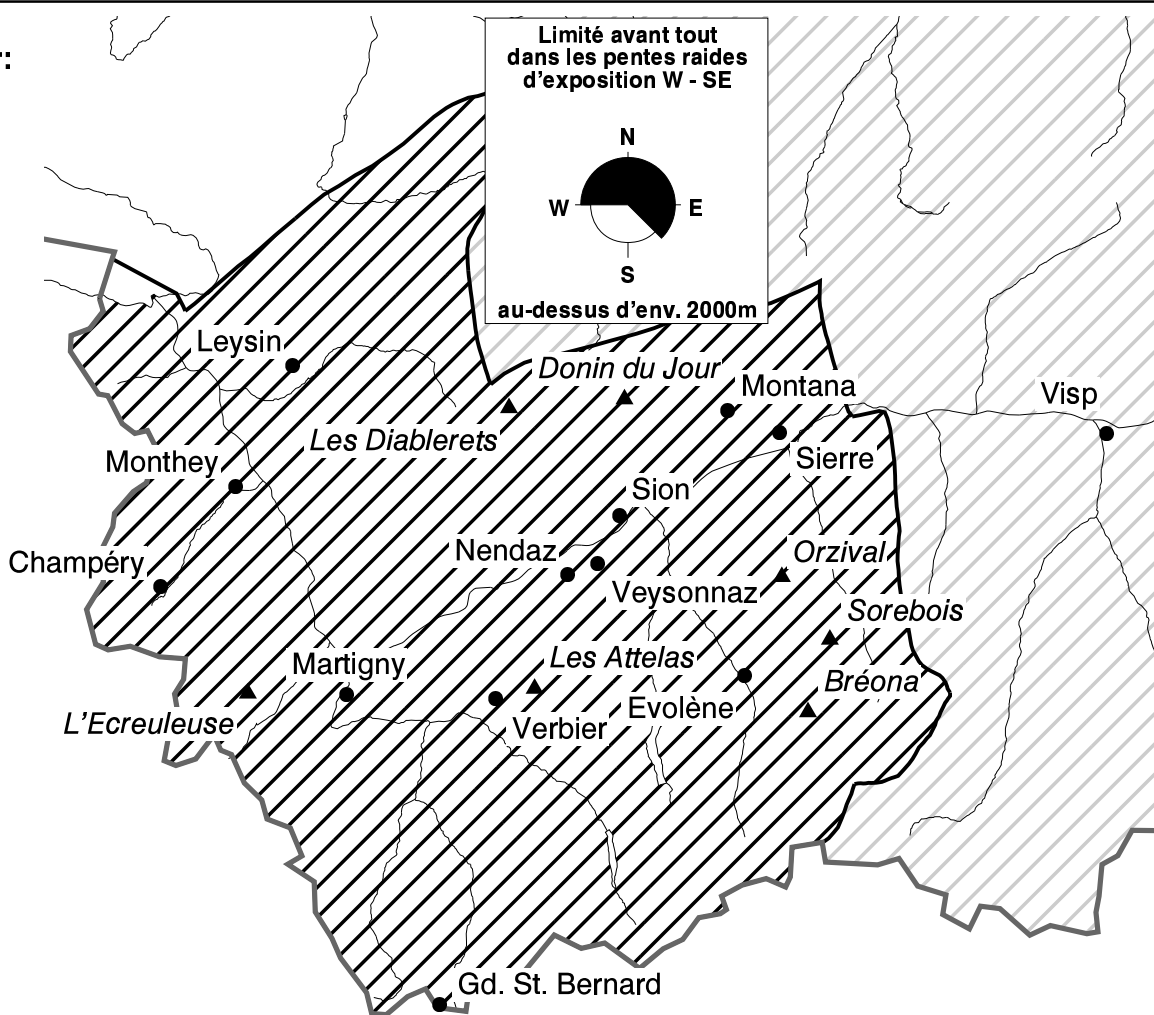 Limité avant tout
dans les pentes raides
d'exposition W - SE
:
N
W
E
S
au-dessus d'env. 2000m
Leysin
Donin du Jour
Montana
Visp
Les Diablerets
Monthey
Sierre
Sion
Champéry
Nendaz
Orzival
Veysonnaz
Sorebois
Martigny
Les Attelas
Bréona
L'Ecreuleuse
Verbier
Evolène
Gd. St. Bernard